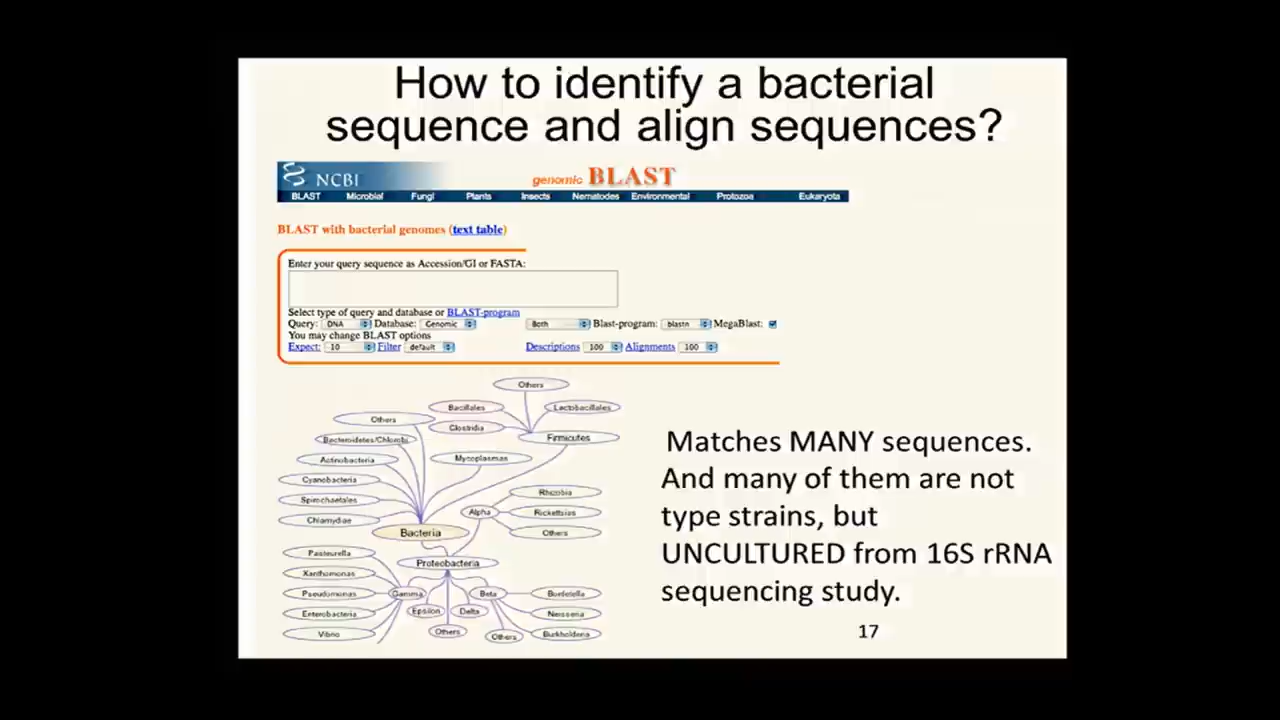 How to identify a bacterial
sequence and align sequences?
NCBI
genomic BLAST
BLAST Microbial Fungi Plants Insects Nematodes Environmental Protozoa Eukaryota
BLAST with bacterial genomes (text table)
Enter your query sequence as Accession/GI or FASTA:
Select type of query and database or BLAST-program
Query: DNA Database: Genomic Both Blast-program: blastn MegaBlast:
You may change BLAST options
Expect: 10 Filter default Descriptions 100 Alignments 100
Others
Bacillales
Lactobacillales
Others
Clostridia
Firmicutes
Bacteroidetes/Chlorobi
Actinobacteria
Mycoplasmas
Cyanobacteria
Rhizobia
Spirochaetales
Alpha
Rickettsias
Chlamydiae
Bacteria
Others
Pasteurella
Proteobacteria
Xanthomonas
Pseudomonas
Gamma
Beta
Bordetella
Enterobacteria
Epsilon
Delta
Neisseria
Vibrio
Others
Others
Burkholderia
Matches MANY sequences.
And many of them are not
type strains, but
UNCULTURED from 16S rRNA
sequencing study.
17